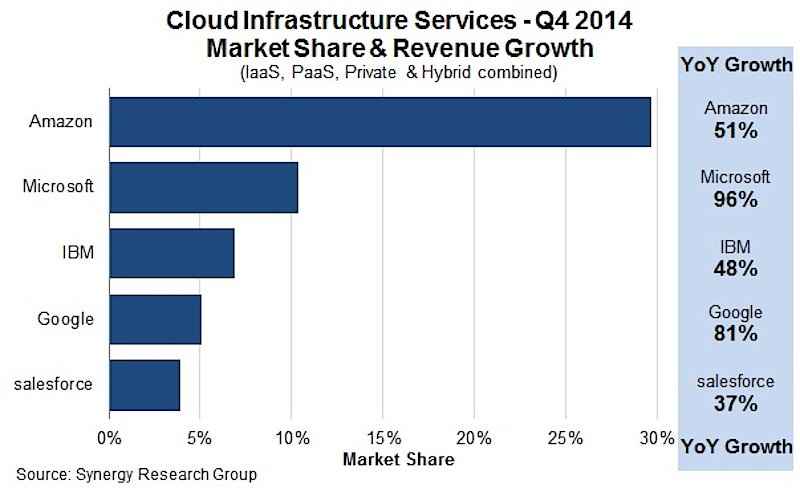 Cloud Infrastructure Services - Q4 2014
Market Share & Revenue Growth
(IaaS, PaaS, Private & Hybrid combined)
Amazon
Microsoft
IBM
Google
salesforce
0%
5%
10%
15%
20%
25%
30%
Market Share
Source: Synergy Research Group
YoY Growth
Amazon
51%
Microsoft
96%
IBM
48%
Google
81%
salesforce
37%
YoY Growth